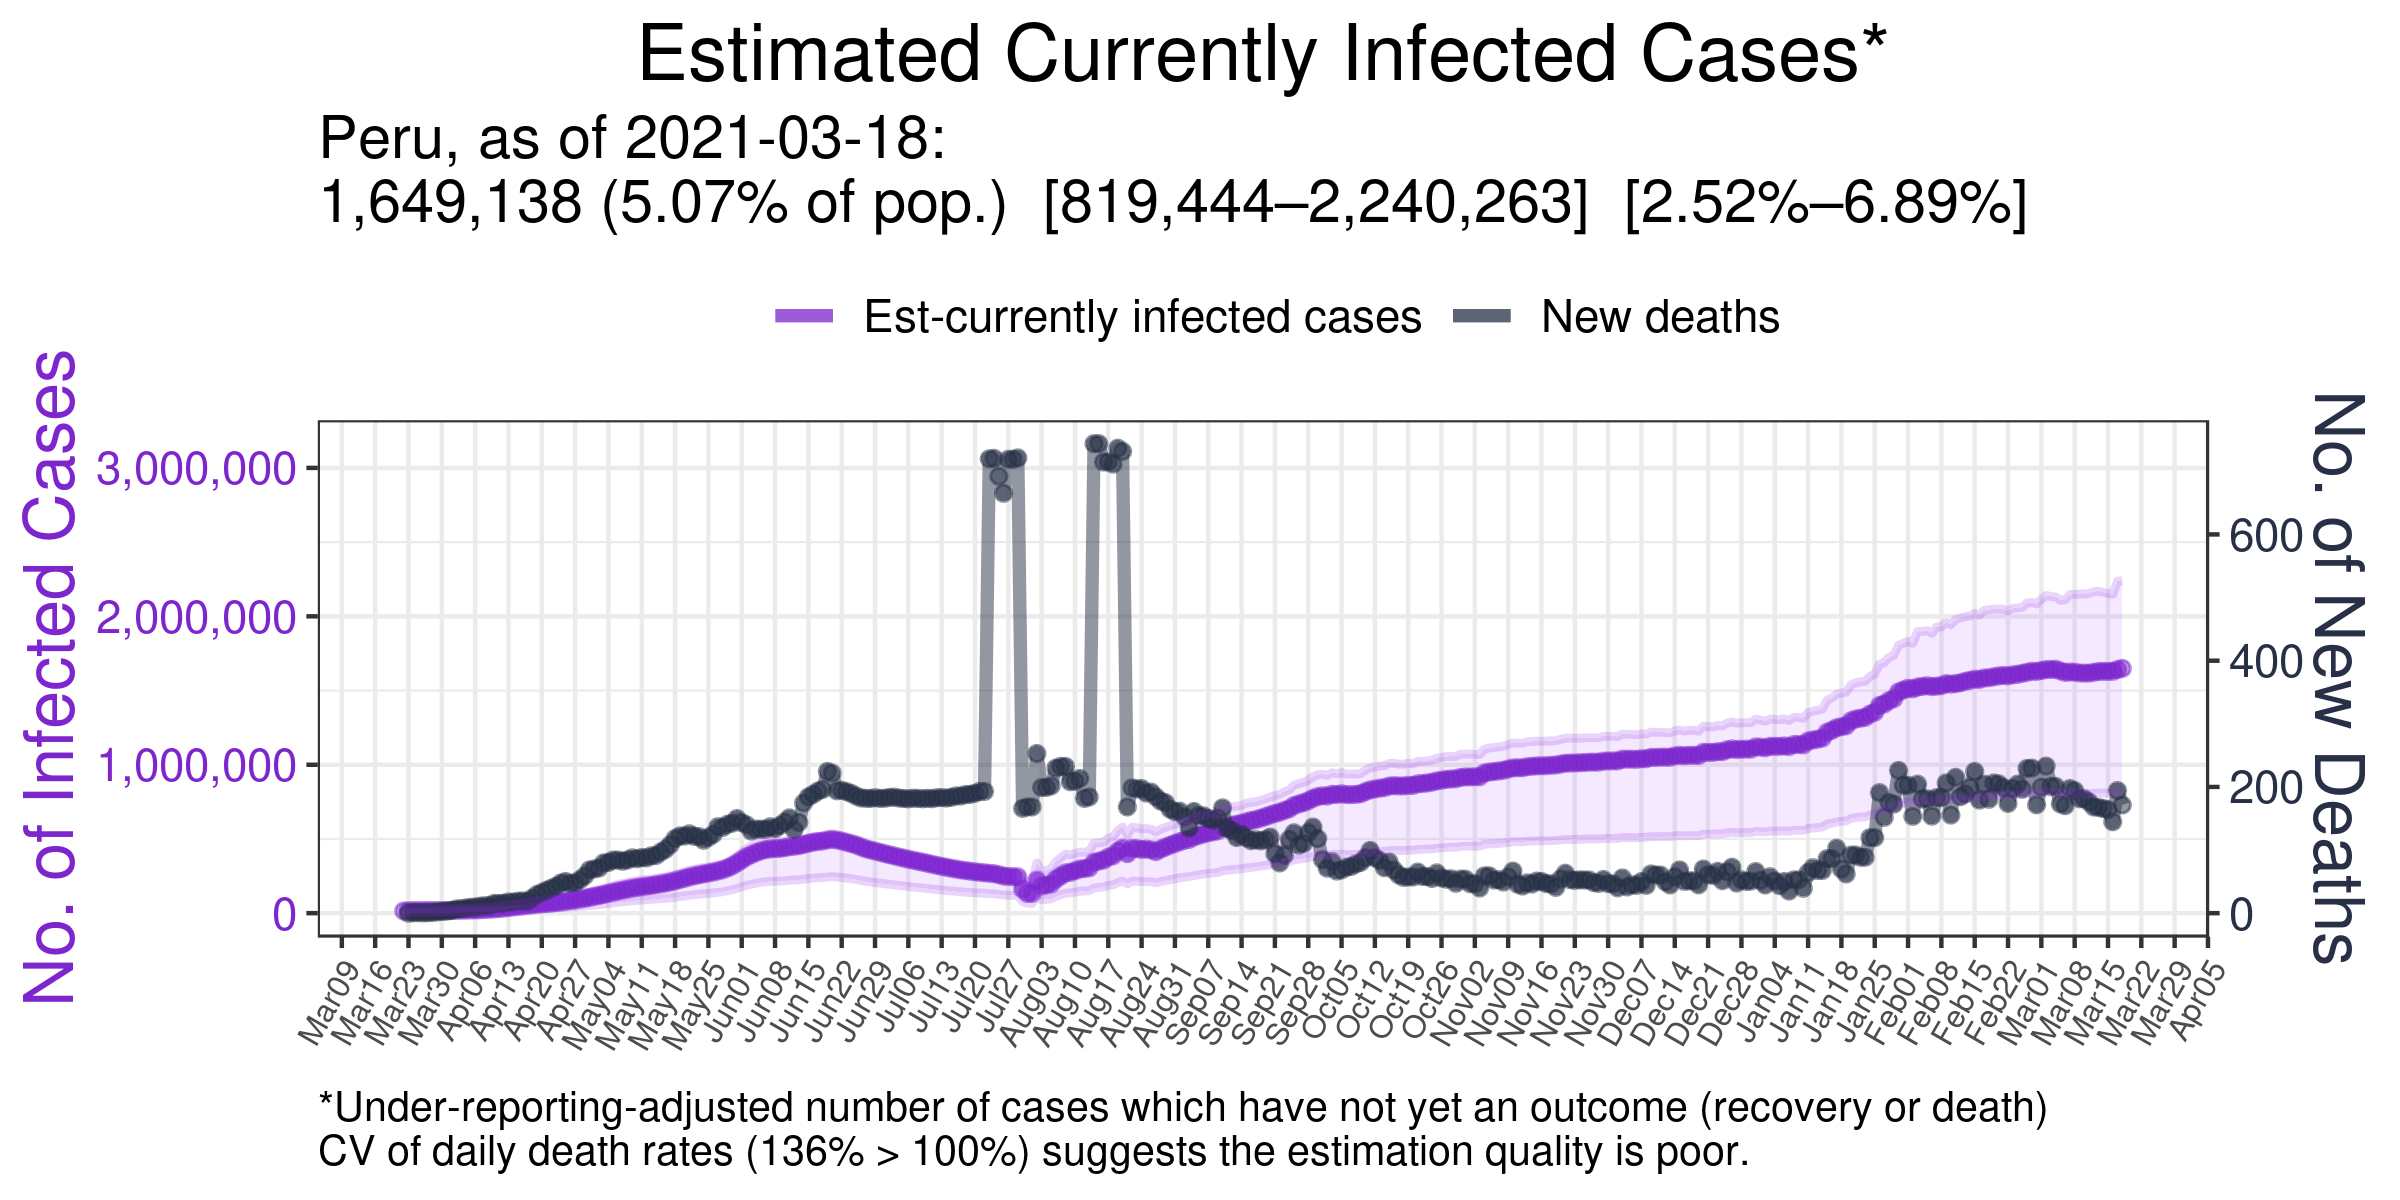 Estimated Currently Infected Cases*
Peru, as of 2021-03-18:
1,649,138 (5.07% of pop.) [819,444–2,240,263] [2.52%–6.89%]
Est-currently infected cases
New deaths
No. of Infected Cases
3,000,000
2,000,000
1,000,000
0
600
400
200
0
No. of New Deaths
Mar09
Mar16
Mar23
Mar30
Apr06
Apr13
Apr20
Apr27
May04
May11
May18
May25
Jun01
Jun08
Jun15
Jun22
Jun29
Jul06
Jul13
Jul20
Jul27
Aug03
Aug10
Aug17
Aug24
Aug31
Sep07
Sep14
Sep21
Sep28
Oct05
Oct12
Oct19
Oct26
Nov02
Nov09
Nov16
Nov23
Nov30
Dec07
Dec14
Dec21
Dec28
Jan04
Jan11
Jan18
Jan25
Feb01
Feb08
Feb15
Feb22
Mar01
Mar08
Mar15
Mar22
Mar29
Apr05
*Under-reporting-adjusted number of cases which have not yet an outcome (recovery or death)
CV of daily death rates (136% > 100%) suggests the estimation quality is poor.